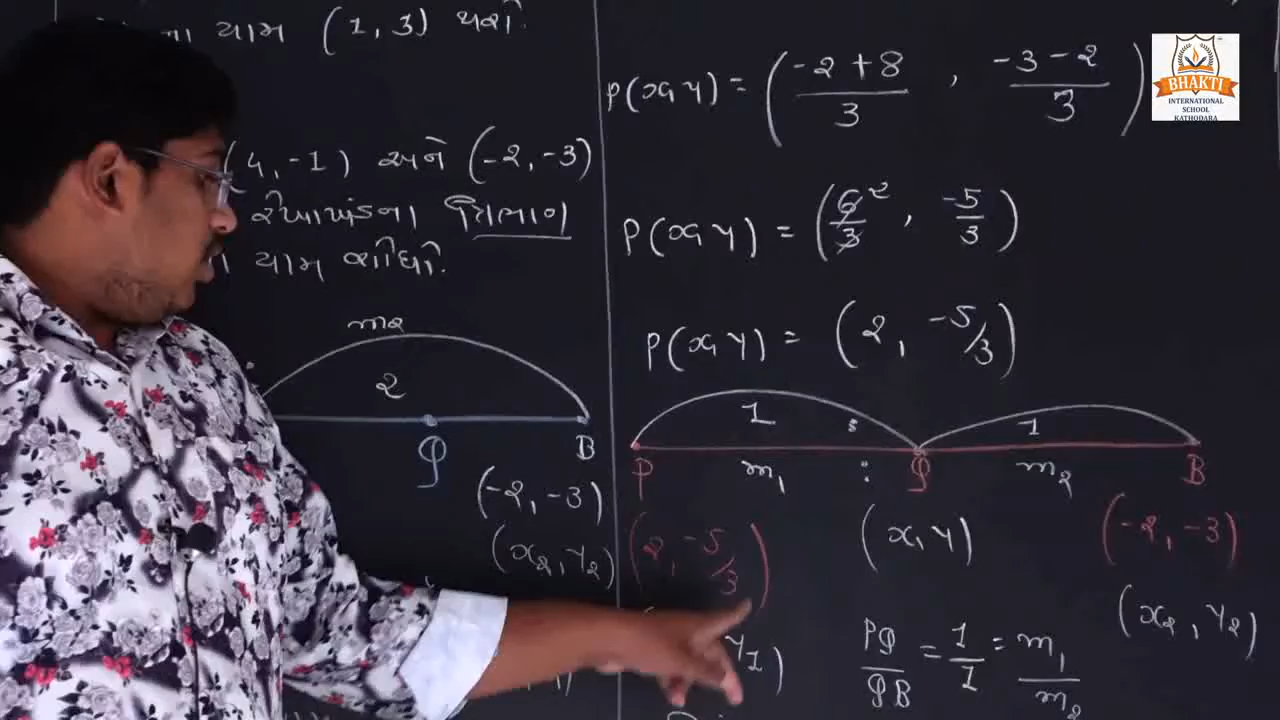 યામ (1, 3) થશે.
(4, -1) અને (-2, -3)
રેખાખંડના ત્રિભાગ
યામ શોધો.
m2
2
Q
B
(-2, -3)
(x2, y2)
P(x, y) = (-2 + 8 / 3 , -3 - 2 / 3)
P(x, y) = (6/3 2, -5/3)
P(x, y) = (2, -5/3)
1 : 1
P m1 : Q m2 B
(2, -5/3) (x, y) (-2, -3)
y1) (x2, y2)
PQ/QB = 1/1 = m1/m2
BHAKTI
INTERNATIONAL
SCHOOL
KATHODARA